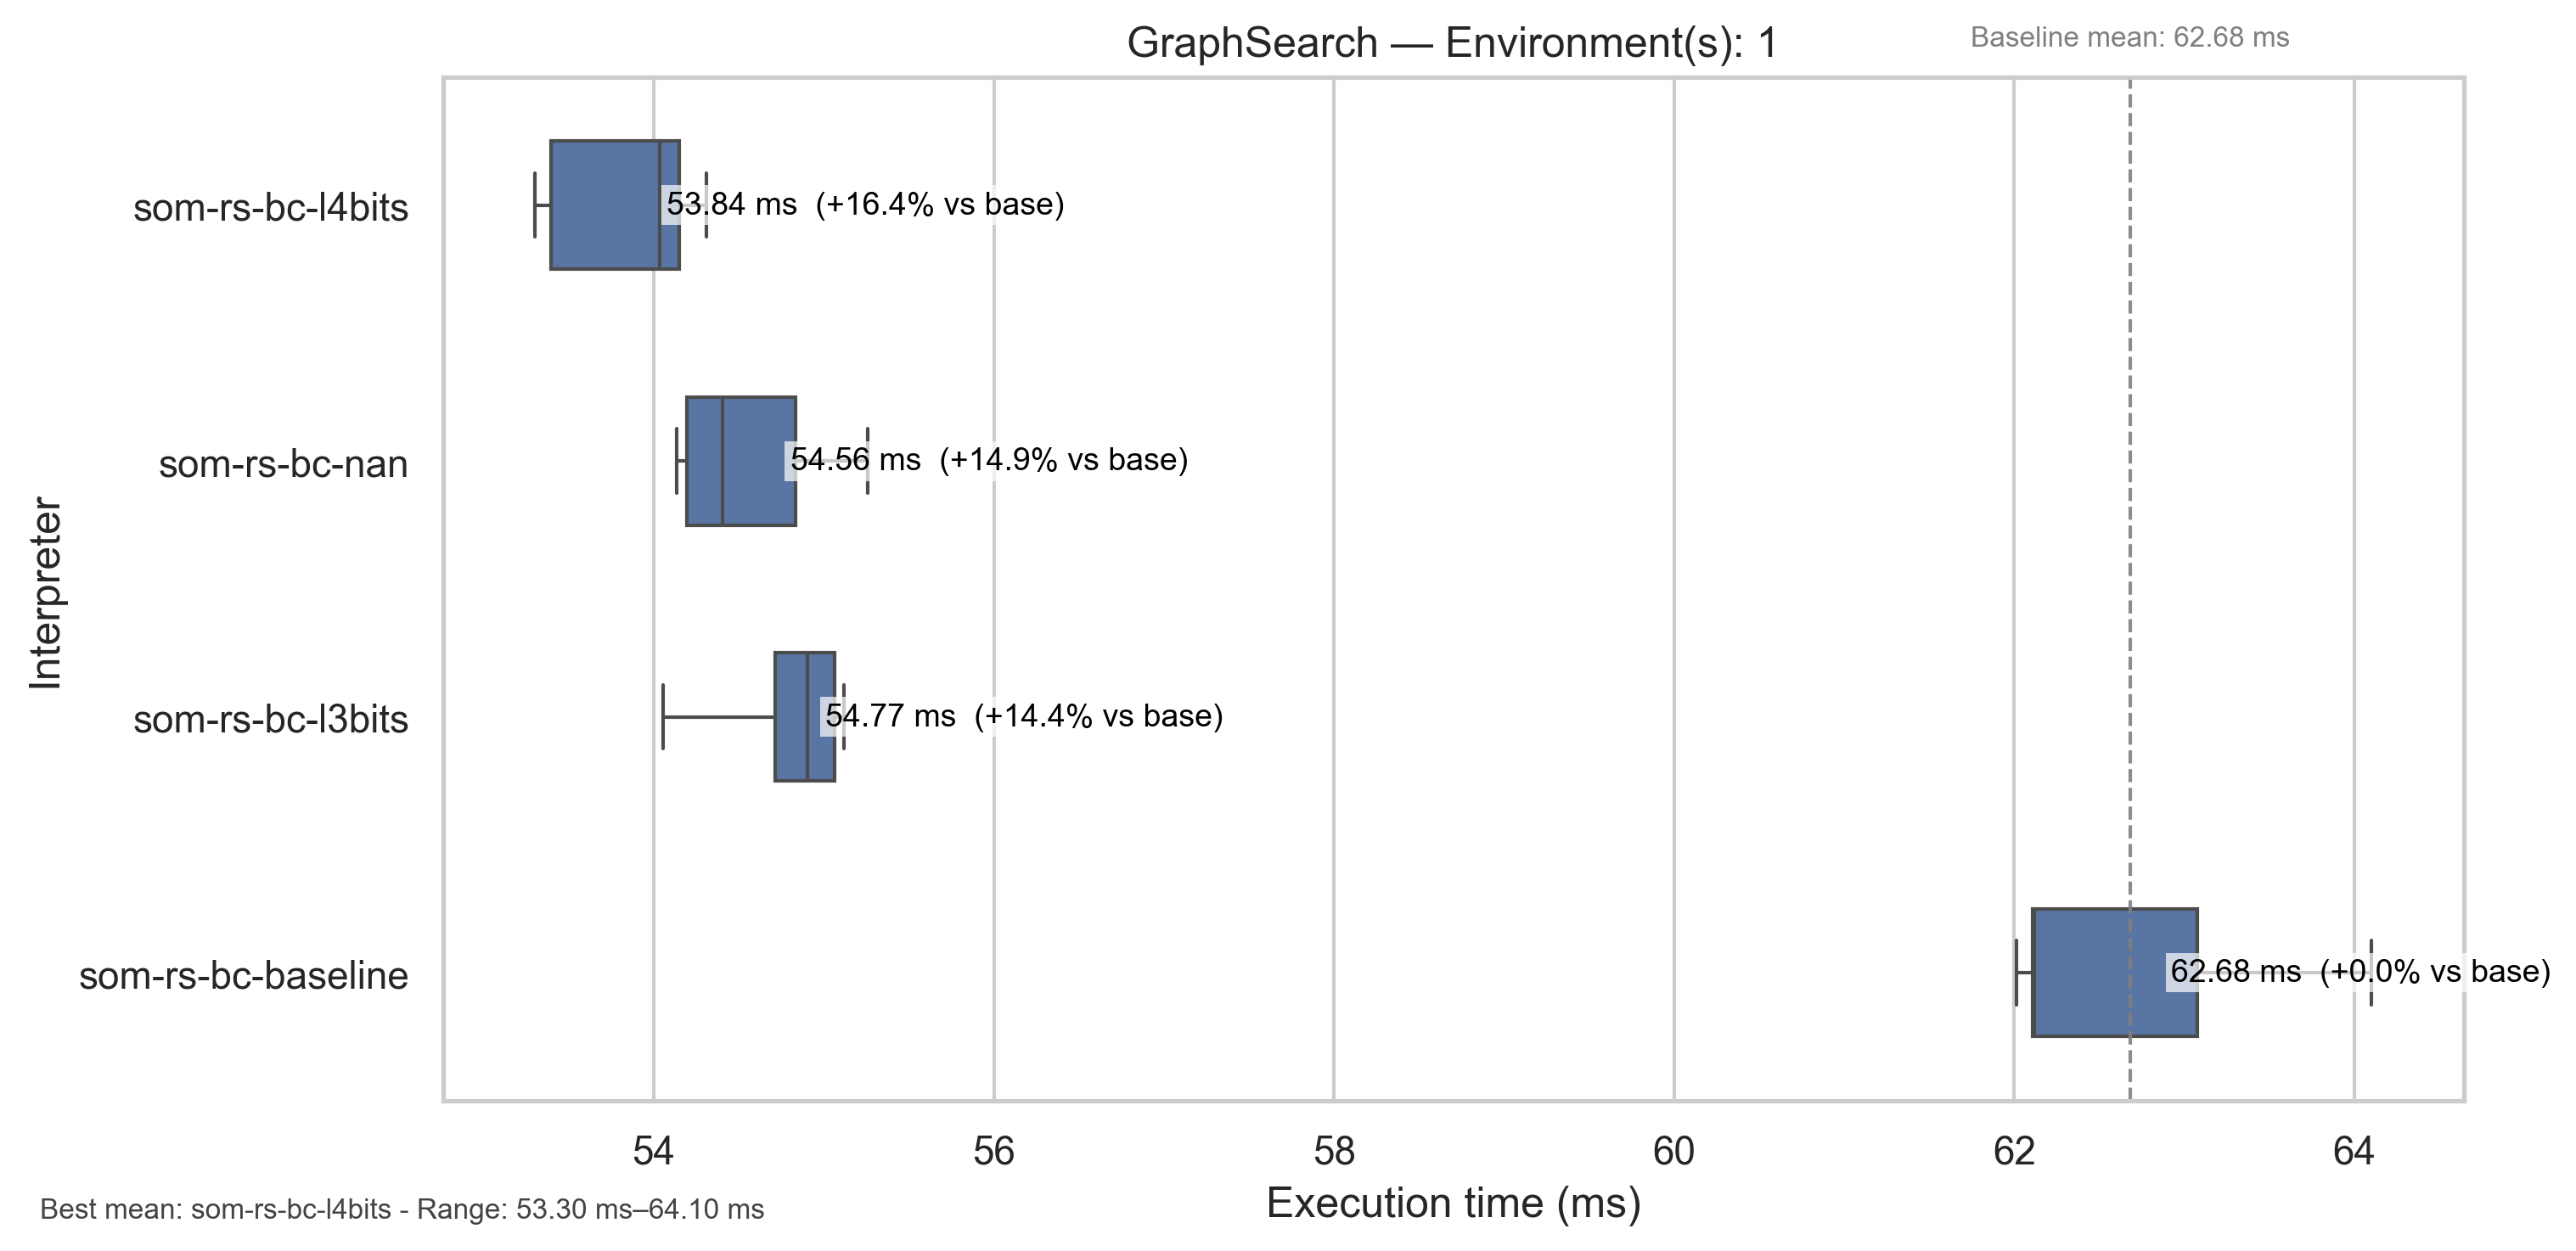 GraphSearch — Environment(s): 1
Baseline mean: 62.68 ms
Interpreter
som-rs-bc-l4bits
53.84 ms (+16.4% vs base)
som-rs-bc-nan
54.56 ms (+14.9% vs base)
som-rs-bc-l3bits
54.77 ms (+14.4% vs base)
som-rs-bc-baseline
62.68 ms (+0.0% vs base)
54 56 58 60 62 64
Execution time (ms)
Best mean: som-rs-bc-l4bits - Range: 53.30 ms–64.10 ms